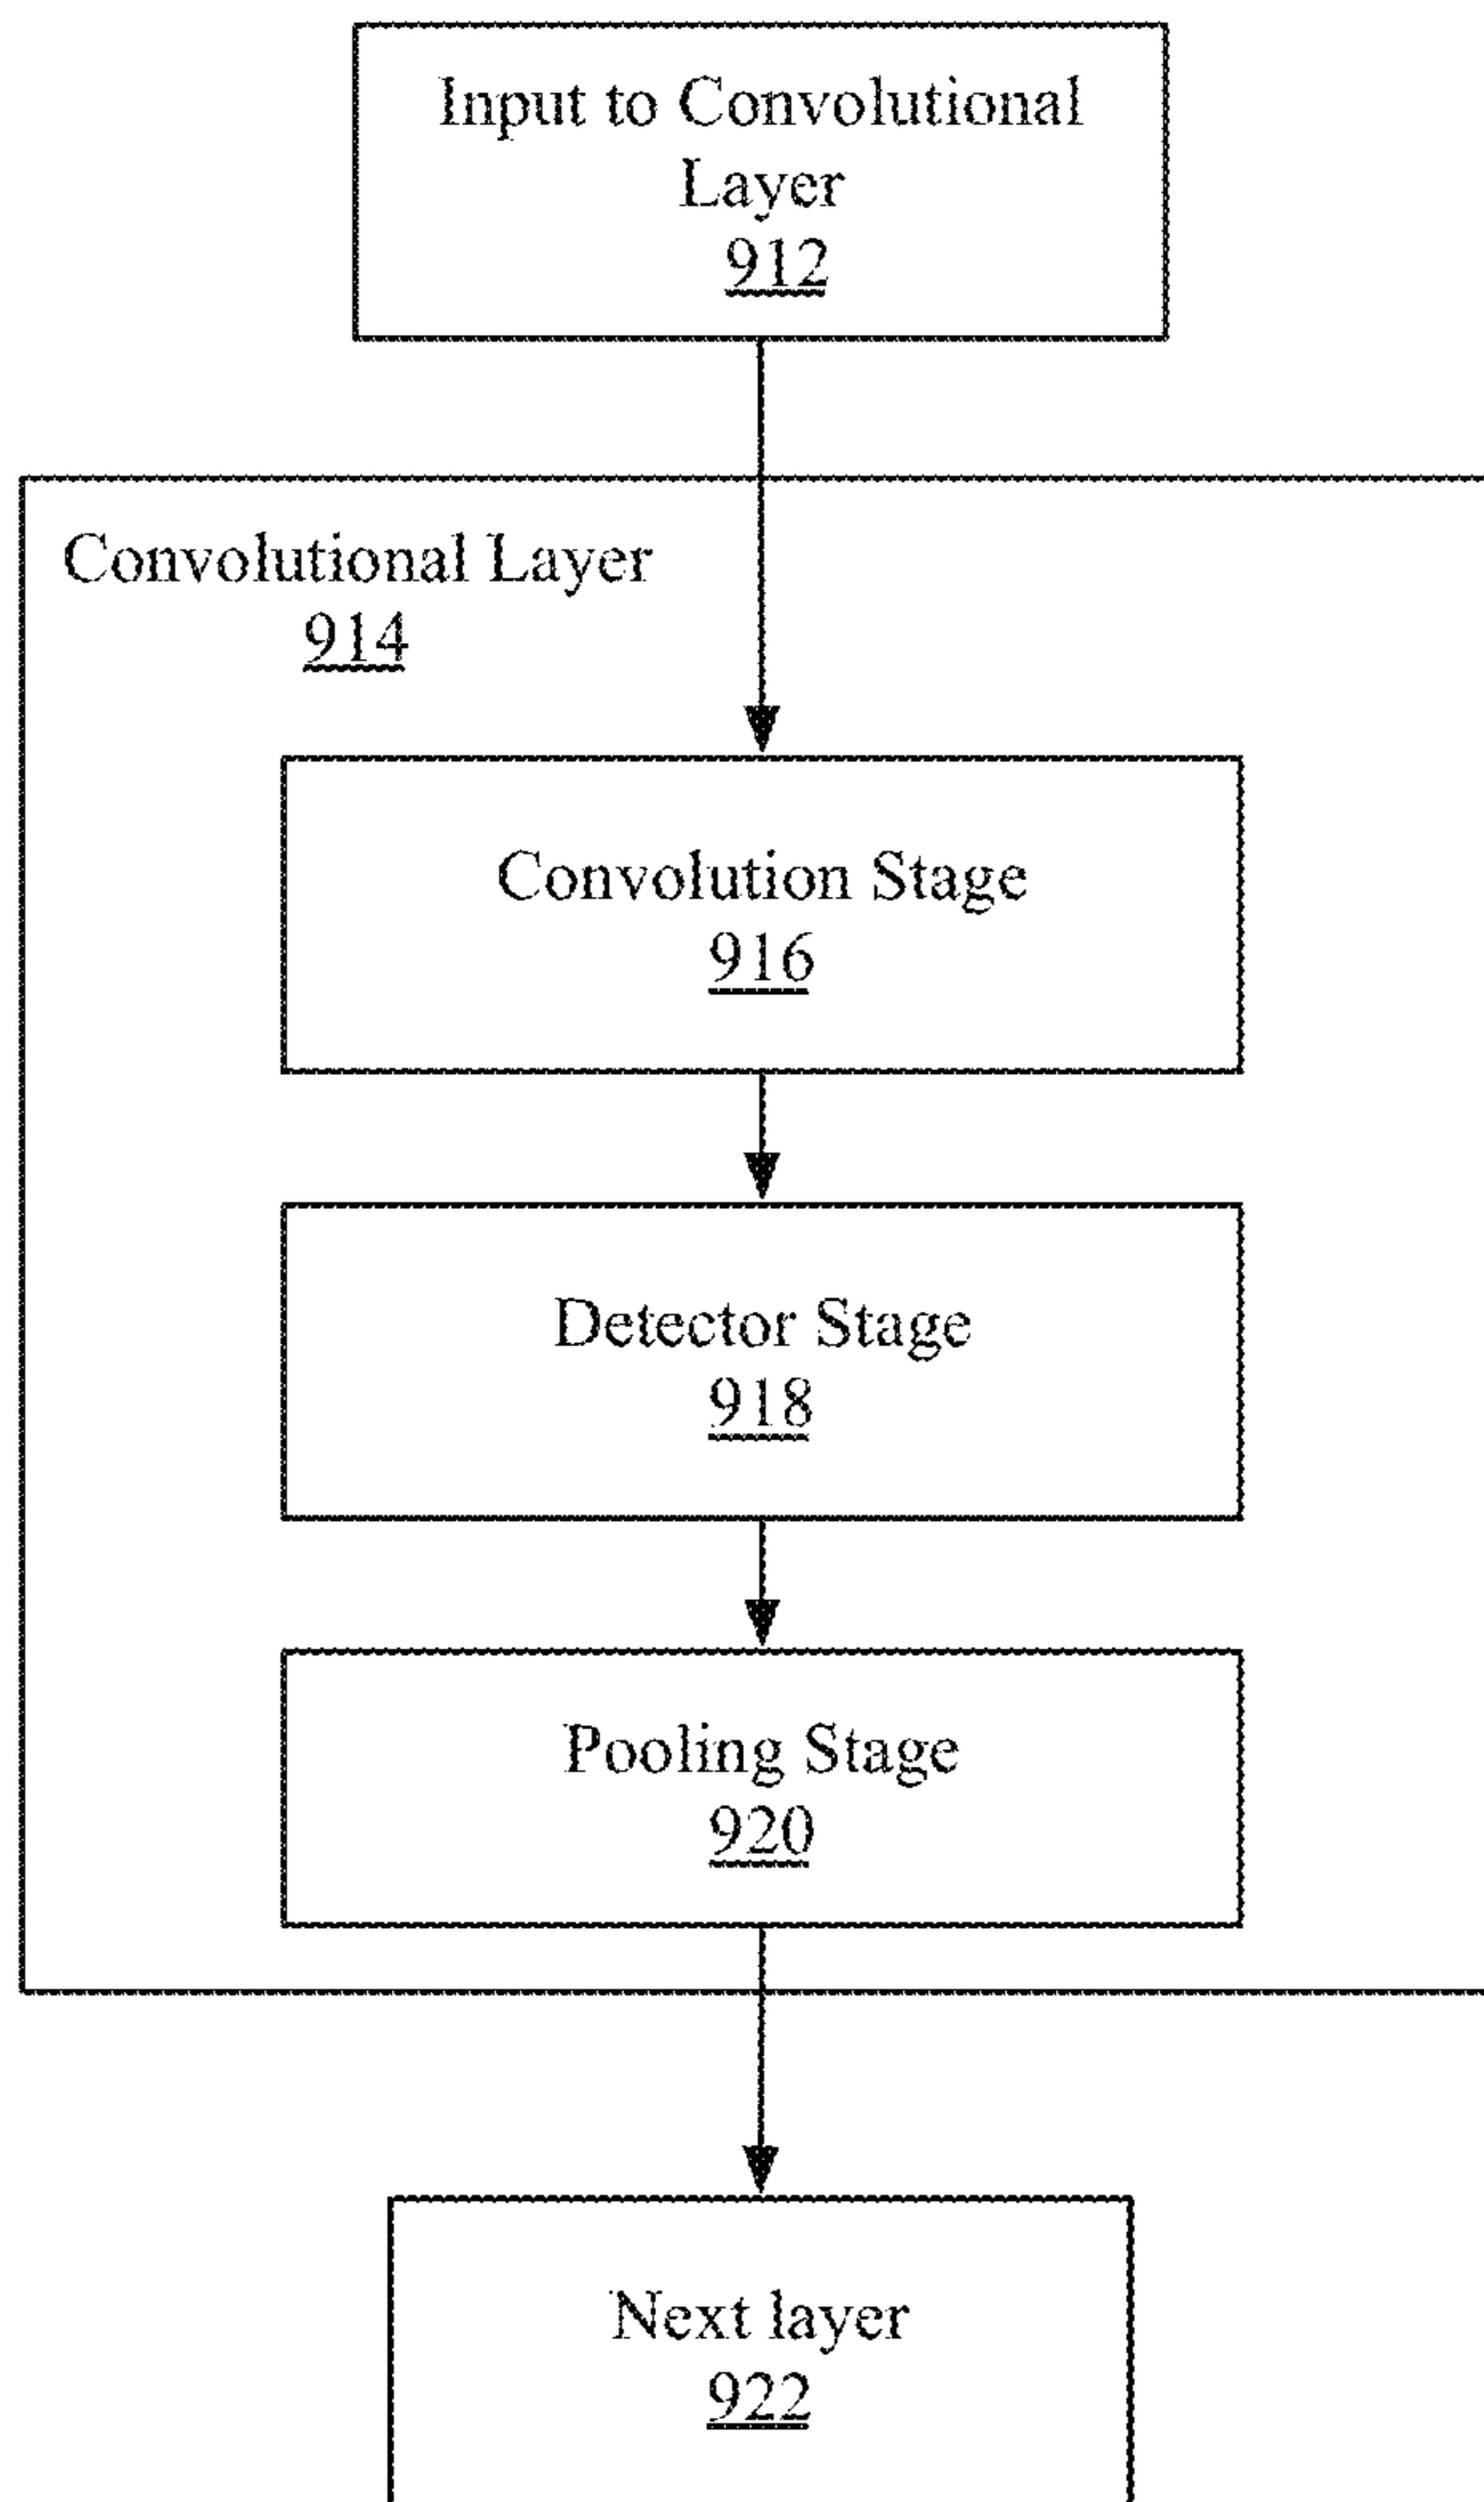 Input to Convolutional
Layer
912
Convolutional Layer
914
Convolution Stage
916
Detector Stage
918
Pooling Stage
920
Next layer
922